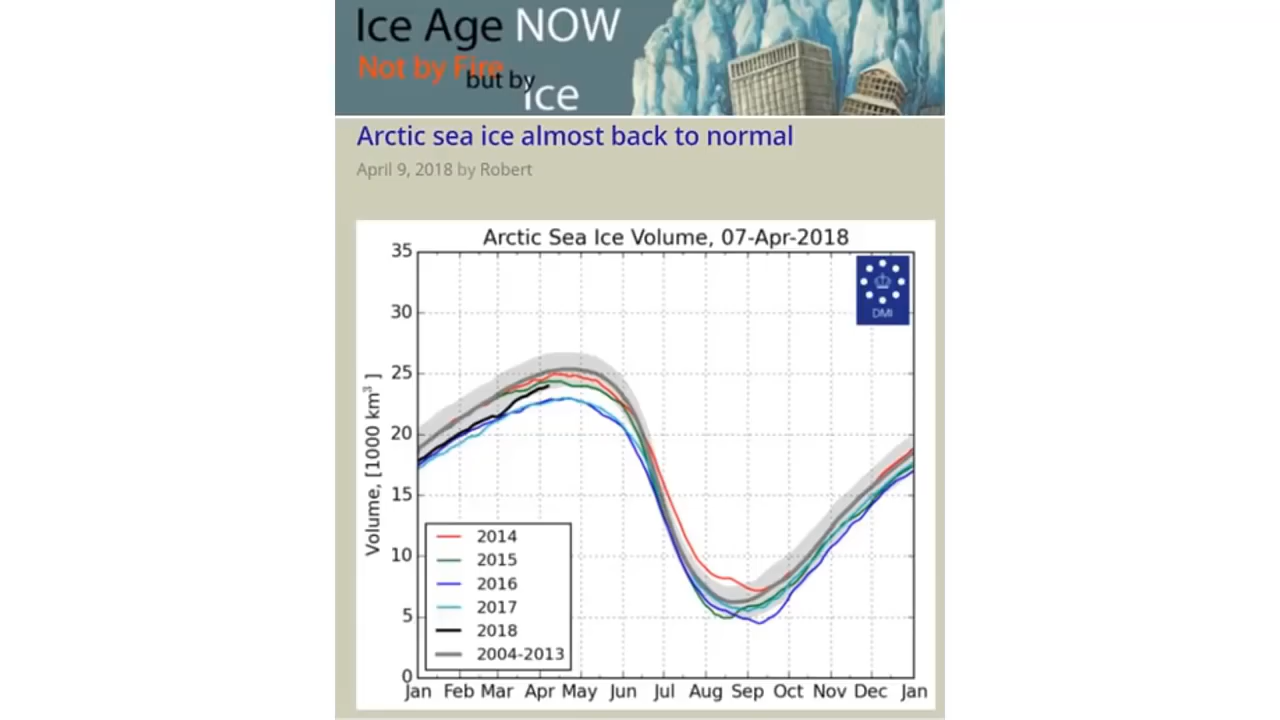 Ice Age NOW
Not by Fire
but by
Ice
Arctic sea ice almost back to normal
April 9, 2018 by Robert
Arctic Sea Ice Volume, 07-Apr-2018
35
30
25
20
15
10
5
0
Volume, [1000 km³ ]
DMI
2014
2015
2016
2017
2018
2004-2013
Jan Feb Mar Apr May Jun Jul Aug Sep Oct Nov Dec Jan